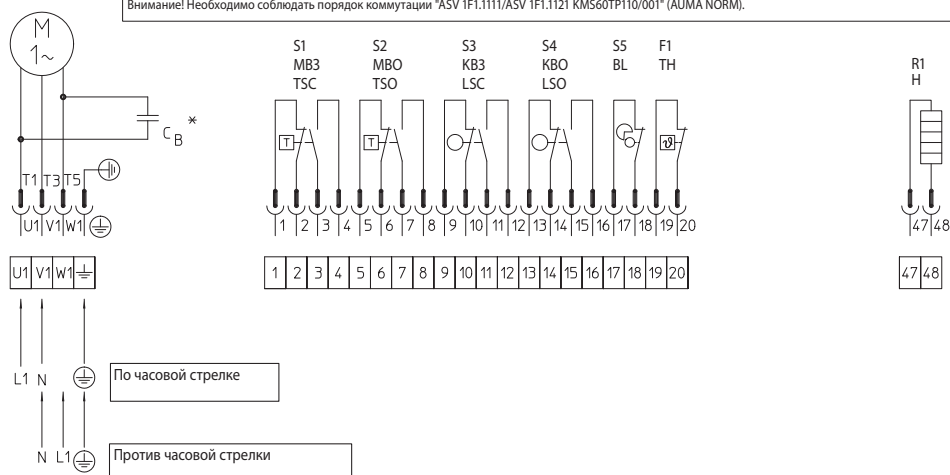 Внимание! Необходимо соблюдать порядок коммутации "ASV 1F1.1111/ASV 1F1.1121 KMS60TP110/001" (AUMA NORM).
M
1~
S1 S2 S3 S4 S5 F1
MB3 MBO KB3 KBO BL TH
TSC TSO LSC LSO
R1
H
C B *
T T ϑ
T1 T3 T5
U1 V1 W1
1 2 3 4 5 6 7 8 9 10 11 12 13 14 15 16 17 18 19 20
47 48
U1 V1 W1
1 2 3 4 5 6 7 8 9 10 11 12 13 14 15 16 17 18 19 20
47 48
L1 N
По часовой стрелке
N L1
Против часовой стрелки